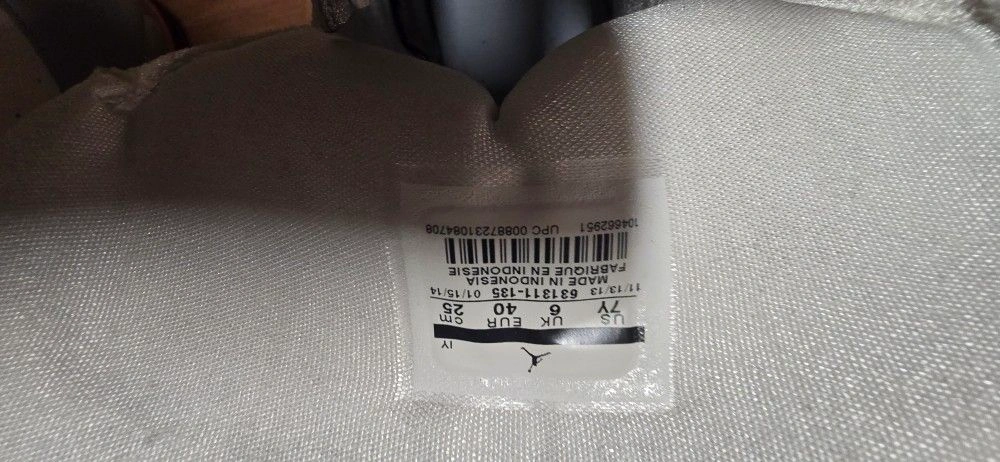 IY
US UK EUR cm
7Y 6 40 25
11/13/13 631311-135 01/15/14
MADE IN INDONESIA
FABRIQUE EN INDONESIE
104662951 UPC 00887231084708